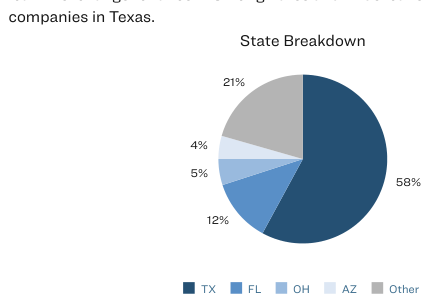 companies in Texas.
State Breakdown
21%
4%
5%
12%
58%
TX FL OH AZ Other